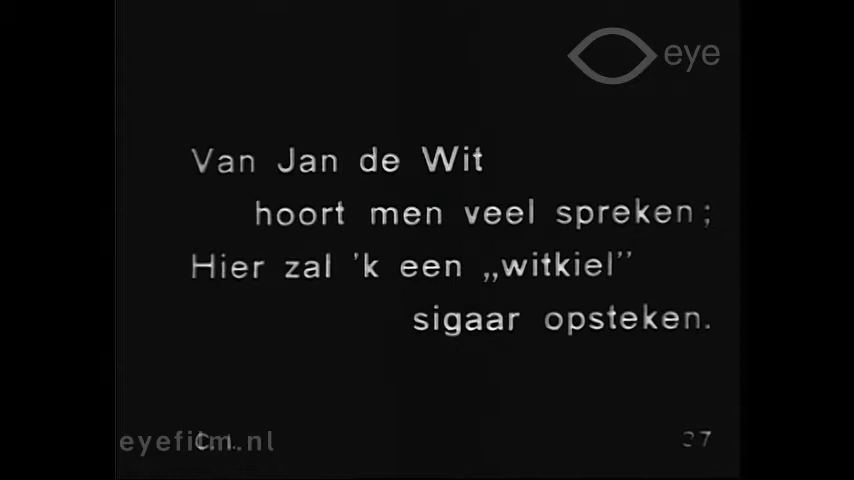 eye
Van Jan de Wit
hoort men veel spreken;
Hier zal 'k een „witkiel”
sigaar opsteken.
eyefilm.nl
27